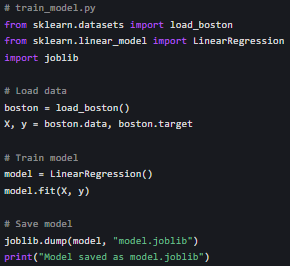 # train_model.py
from sklearn.datasets import load_boston
from sklearn.linear_model import LinearRegression
import joblib
# Load data
boston = load_boston()
X, y = boston.data, boston.target
# Train model
model = LinearRegression()
model.fit(X, y)
# Save model
joblib.dump(model, "model.joblib")
print("Model saved as model.joblib")